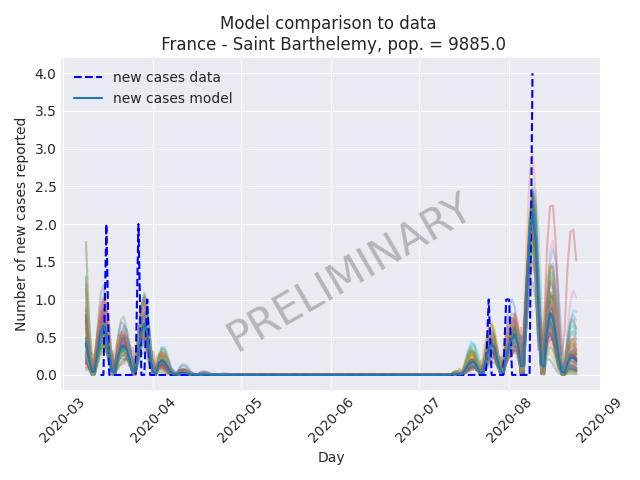 Model comparison to data
France - Saint Barthelemy, pop. = 9885.0
new cases data
new cases model
4.0
3.5
3.0
2.5
2.0
1.5
1.0
0.5
0.0
Number of new cases reported
PRELIMINARY
2020-03
2020-04
2020-05
2020-06
2020-07
2020-08
2020-09
Day